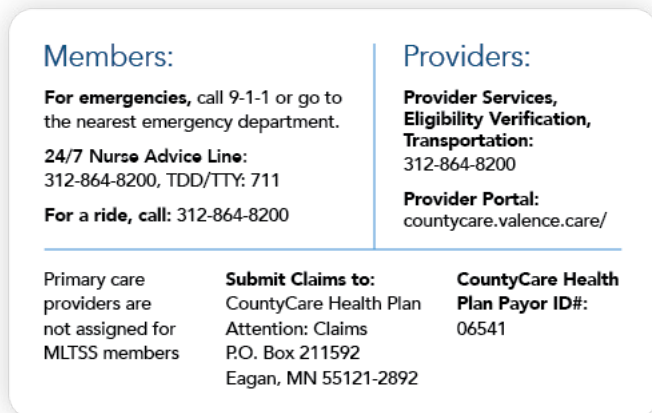 Members:
For emergencies, call 9-1-1 or go to
the nearest emergency department.
24/7 Nurse Advice Line:
312-864-8200, TDD/TTY: 711
For a ride, call: 312-864-8200
Providers:
Provider Services,
Eligibility Verification,
Transportation:
312-864-8200
Provider Portal:
countycare.valence.care/
Primary care
providers are
not assigned for
MLTSS members
Submit Claims to:
CountyCare Health Plan
Attention: Claims
P.O. Box 211592
Eagan, MN 55121-2892
CountyCare Health
Plan Payor ID#:
06541